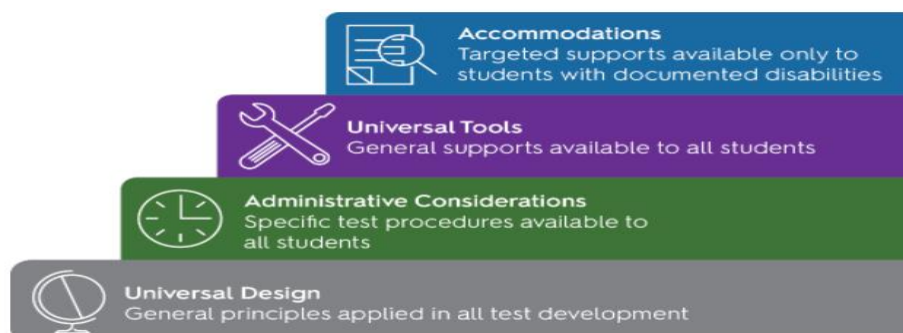 Accommodations
Targeted supports available only to
students with documented disabilities
Universal Tools
General supports available to all students
Administrative Considerations
Specific test procedures available to
all students
Universal Design
General principles applied in all test development